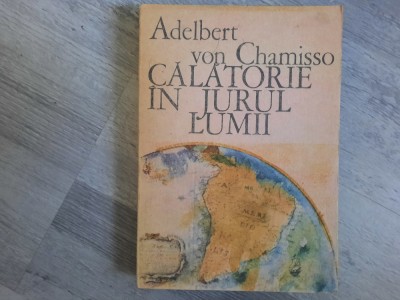 Adelbert
von Chamisso
CĂLĂTORIE
ÎN JURUL
LUMII